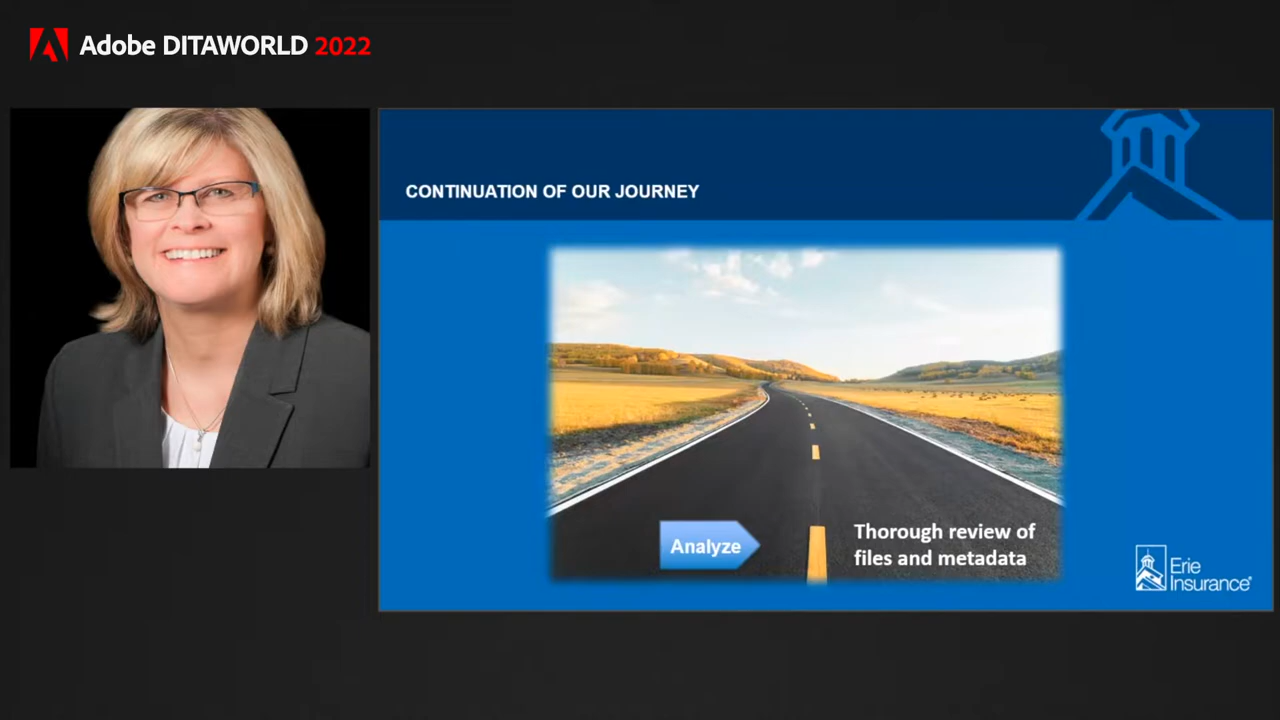 Adobe DITAWORLD 2022
CONTINUATION OF OUR JOURNEY
Analyze
Thorough review of
files and metadata
Erie
Insurance®